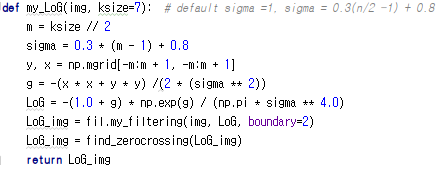 def my_LoG(img, ksize=7):  # default sigma =1, sigma = 0.3(n/2 -1) + 0.8
    m = ksize // 2
    sigma = 0.3 * (m - 1) + 0.8
    y, x = np.mgrid[-m:m + 1, -m:m + 1]
    g = -(x * x + y * y) /(2 * (sigma ** 2))
    LoG = -(1.0 + g) * np.exp(g) / (np.pi * sigma ** 4.0)
    LoG_img = fil.my_filtering(img, LoG, boundary=2)
    LoG_img = find_zerocrossing(LoG_img)
    return LoG_img